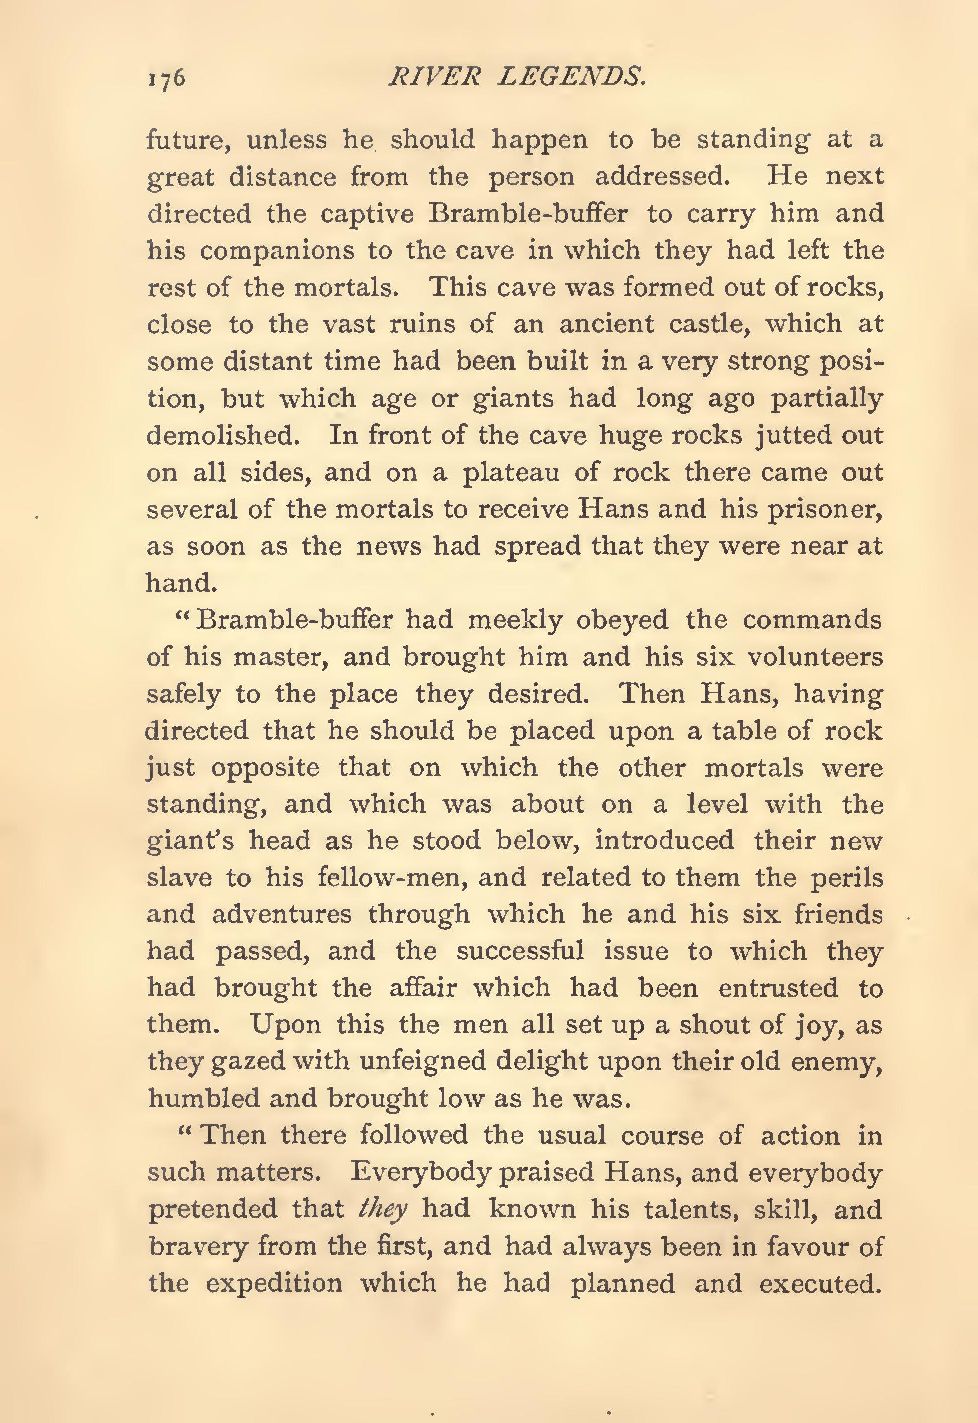 176 RIVER LEGENDS.
future, unless he should happen to be standing at a
great distance from the person addressed. He next
directed the captive Bramble-buffer to carry him and
his companions to the cave in which they had left the
rest of the mortals. This cave was formed out of rocks,
close to the vast ruins of an ancient castle, which at
some distant time had been built in a very strong posi-
tion, but which age or giants had long ago partially
demolished. In front of the cave huge rocks jutted out
on all sides, and on a plateau of rock there came out
several of the mortals to receive Hans and his prisoner,
as soon as the news had spread that they were near at
hand.
“ Bramble-buffer had meekly obeyed the commands
of his master, and brought him and his six volunteers
safely to the place they desired. Then Hans, having
directed that he should be placed upon a table of rock
just opposite that on which the other mortals were
standing, and which was about on a level with the
giant’s head as he stood below, introduced their new
slave to his fellow-men, and related to them the perils
and adventures through which he and his six friends
had passed, and the successful issue to which they
had brought the affair which had been entrusted to
them. Upon this the men all set up a shout of joy, as
they gazed with unfeigned delight upon their old enemy,
humbled and brought low as he was.
“ Then there followed the usual course of action in
such matters. Everybody praised Hans, and everybody
pretended that they had known his talents, skill, and
bravery from the first, and had always been in favour of
the expedition which he had planned and executed.